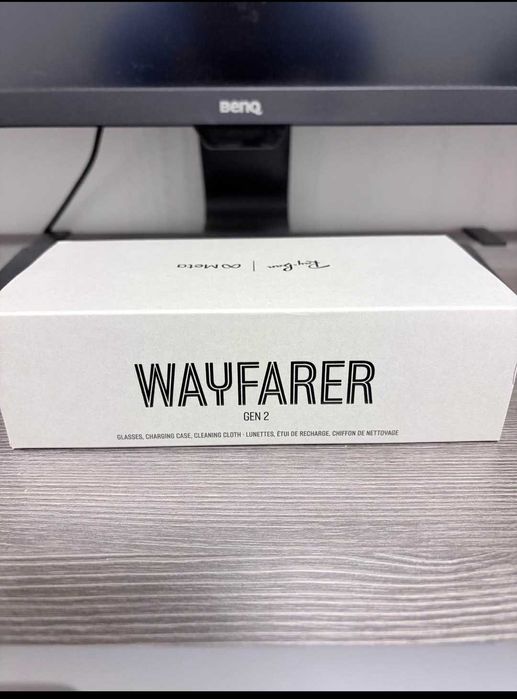 BenQ
Ray-Ban | Meta
WAYFARER
GEN 2
GLASSES, CHARGING CASE, CLEANING CLOTH · LUNETTES, ÉTUI DE RECHARGE, CHIFFON DE NETTOYAGE